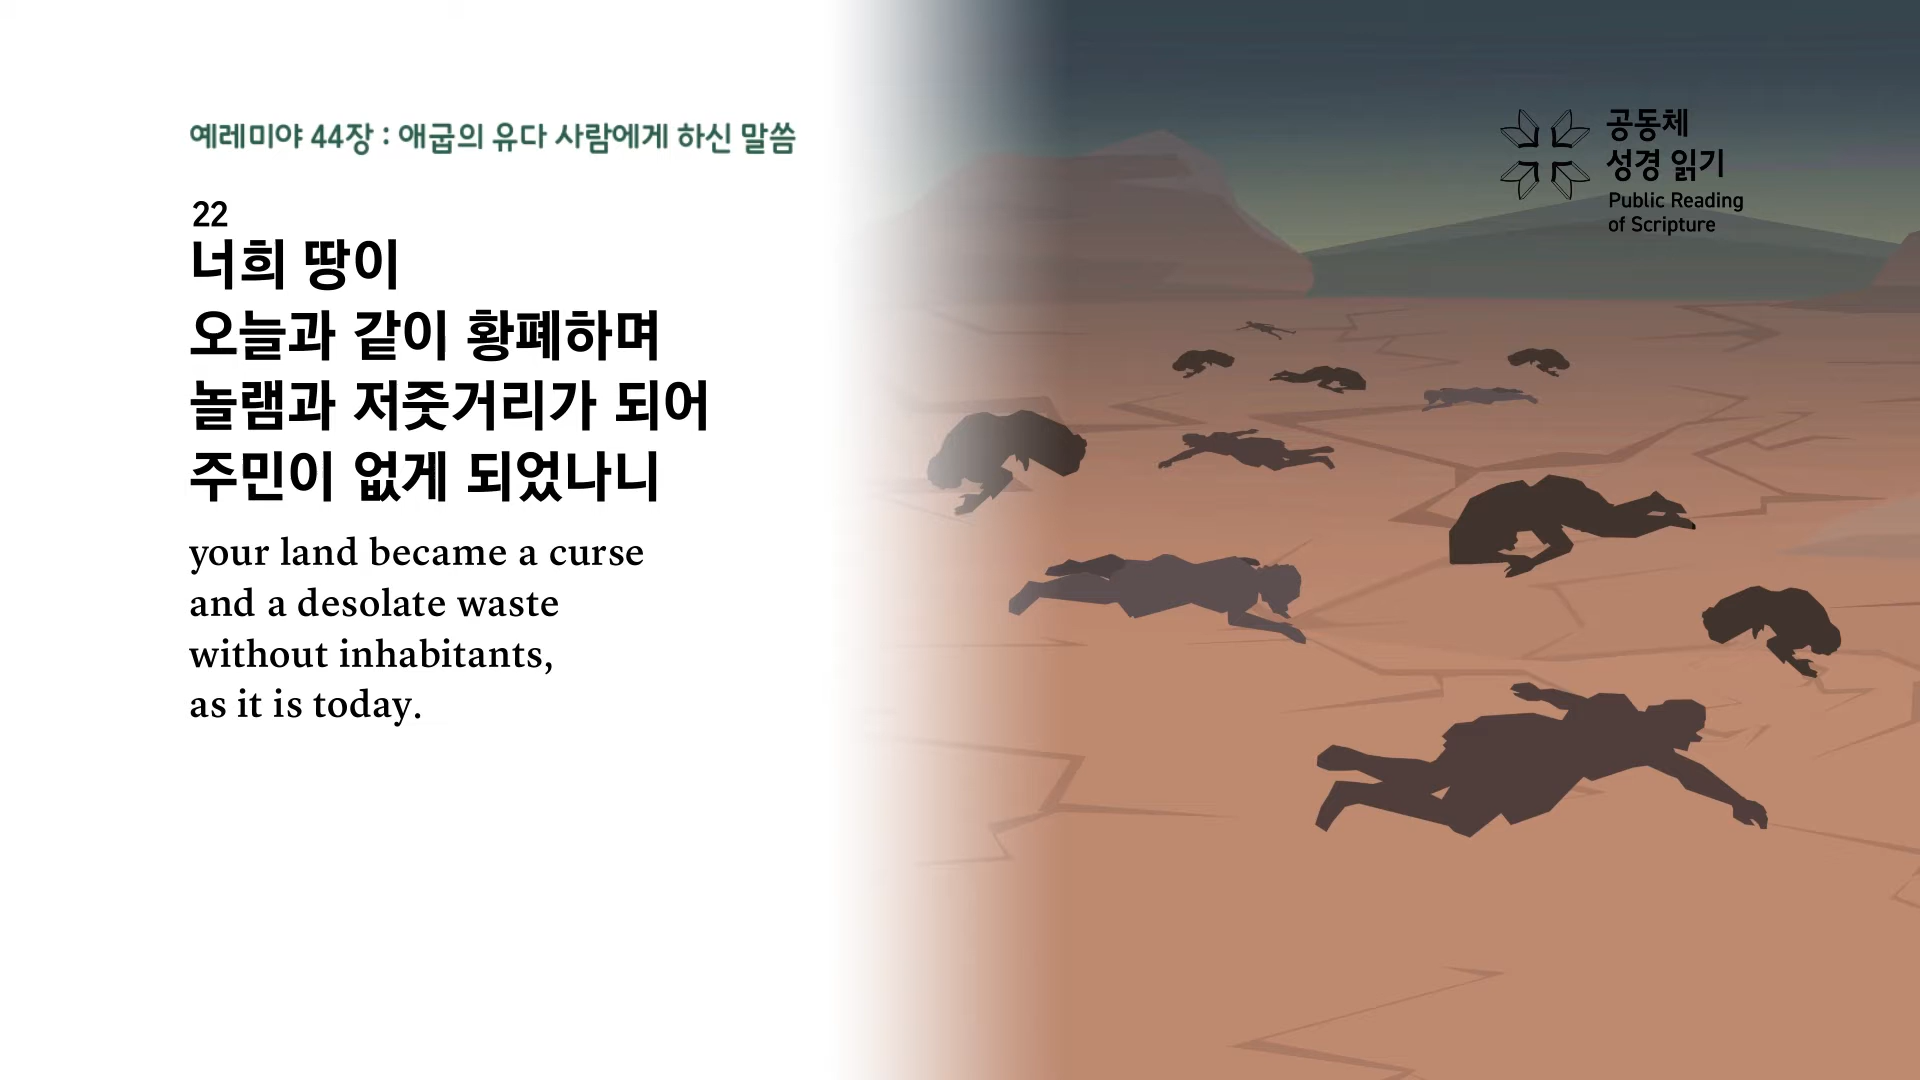 예레미야 44장 : 애굽의 유다 사람에게 하신 말씀
22
너희 땅이
오늘과 같이 황폐하며
놀램과 저줏거리가 되어
주민이 없게 되었나니
your land became a curse
and a desolate waste
without inhabitants,
as it is today.
공동체
성경 읽기
Public Reading
of Scripture